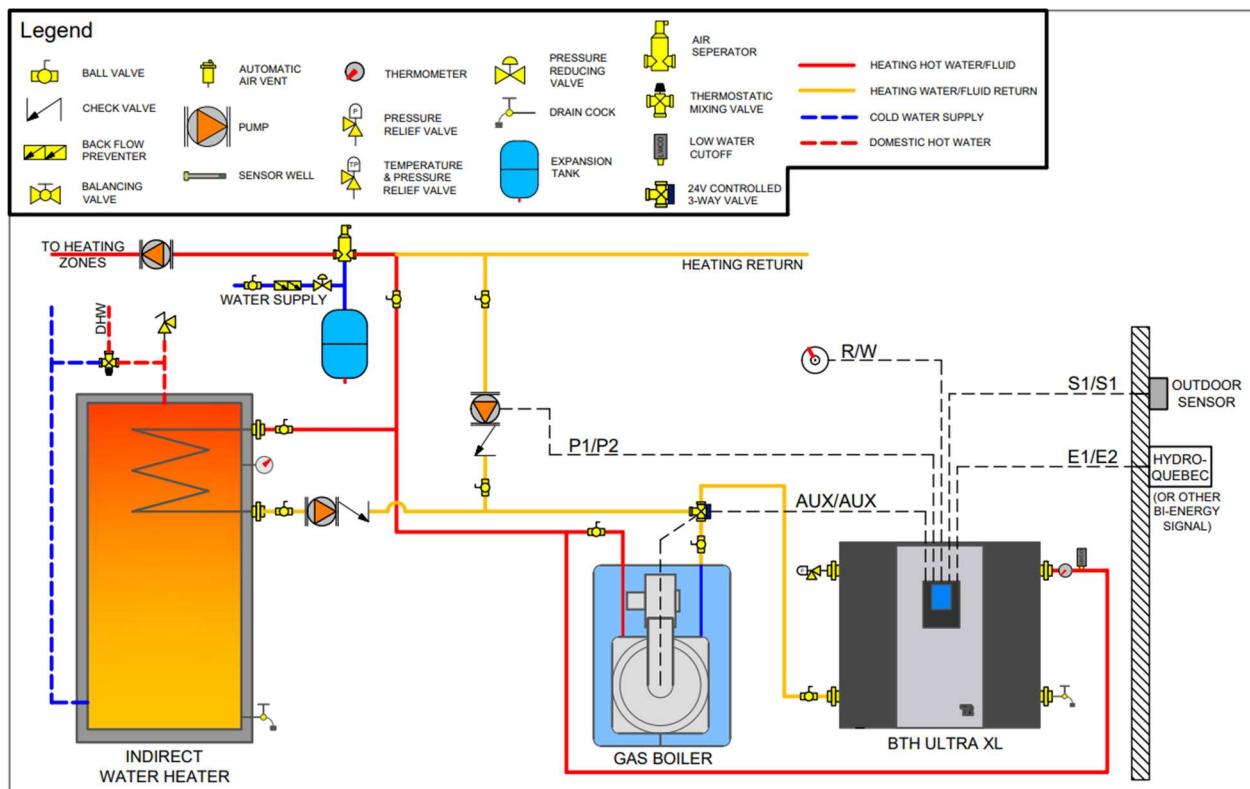 Legend
BALL VALVE
CHECK VALVE
BACK FLOW
PREVENTER
BALANCING
VALVE
AUTOMATIC
AIR VENT
PUMP
SENSOR WELL
THERMOMETER
P
PRESSURE
RELIEF VALVE
TP
TEMPERATURE
& PRESSURE
RELIEF VALVE
PRESSURE
REDUCING
VALVE
DRAIN COCK
EXPANSION
TANK
AIR
SEPERATOR
THERMOSTATIC
MIXING VALVE
LWCO
LOW WATER
CUTOFF
24V CONTROLLED
3-WAY VALVE
HEATING HOT WATER/FLUID
HEATING WATER/FLUID RETURN
COLD WATER SUPPLY
DOMESTIC HOT WATER
TO HEATING
ZONES
HEATING RETURN
WATER SUPPLY
DHW
R/W
S1/S1
OUTDOOR
SENSOR
P1/P2
E1/E2
HYDRO-
QUEBEC
(OR OTHER
BI-ENERGY
SIGNAL)
AUX/AUX
P
LWCO
INDIRECT
WATER HEATER
GAS BOILER
BTH ULTRA XL